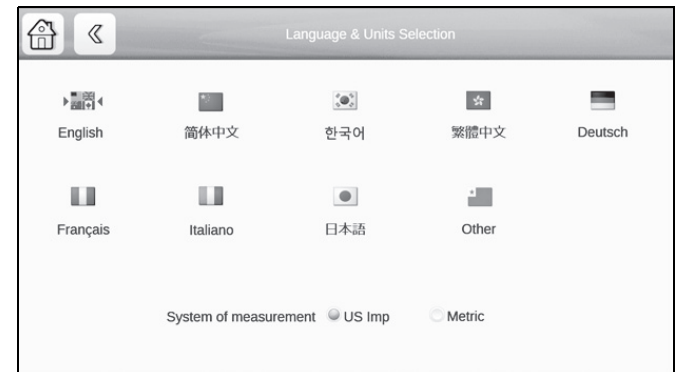 Language & Units Selection
English 简休中文 한국어 繁體中文 Deutsch
Français Italiano 日本語 Other
System of measurement US Imp Metric